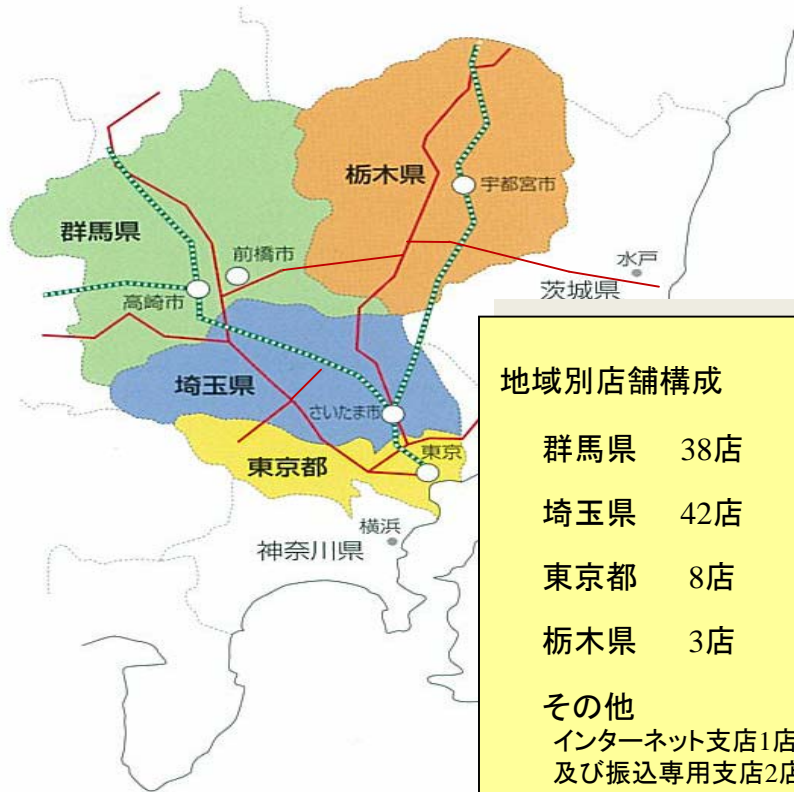 栃木県
宇都宮市
群馬県
前橋市
水戸
高崎市
茨城県
埼玉県
さいたま市
東京都
東京
横浜
神奈川県
地域別店舗構成
群馬県 38店
埼玉県 42店
東京都 8店
栃木県 3店
その他
インターネット支店1店
及び振込専用支店2店